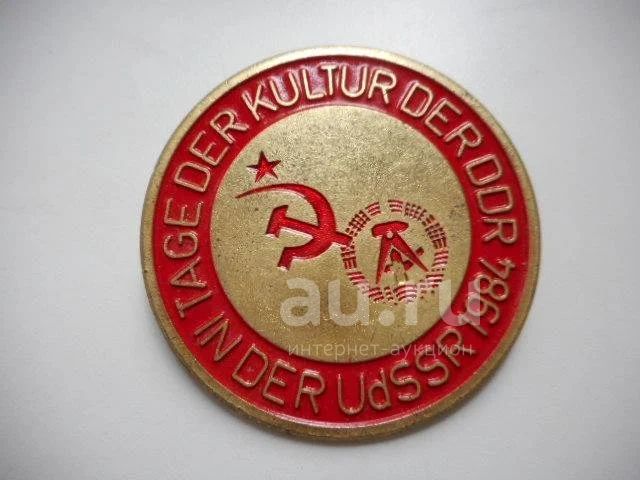 TAGE DER KULTUR DER DDR
IN DER UdSSR 1984
au.ru
интернет-аукцион